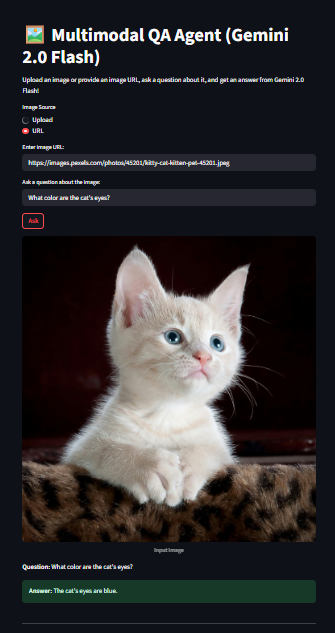 🖼️ Multimodal QA Agent (Gemini
2.0 Flash)
Upload an image or provide an image URL, ask a question about it, and get an answer from Gemini 2.0
Flash!
Image Source
Upload
URL
Enter image URL:
https://images.pexels.com/photos/45201/kitty-cat-kitten-pet-45201.jpeg
Ask a question about the image:
What color are the cat's eyes?
Ask
Input Image
Question: What color are the cat's eyes?
Answer: The cat's eyes are blue.